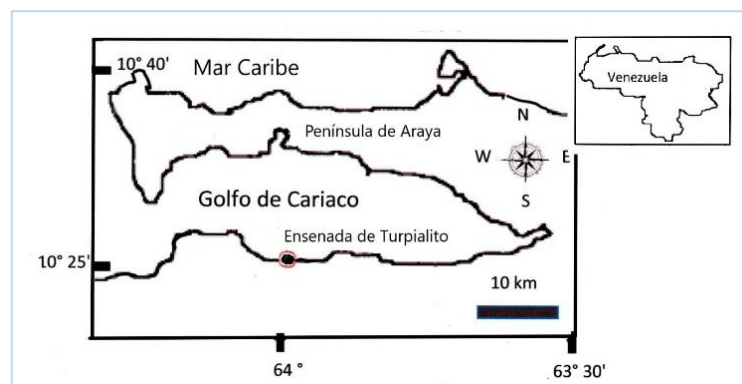 10° 40'
Mar Caribe
Venezuela
Península de Araya
N
W
E
S
Golfo de Cariaco
Ensenada de Turpialito
10° 25'
10 km
64 °
63° 30'